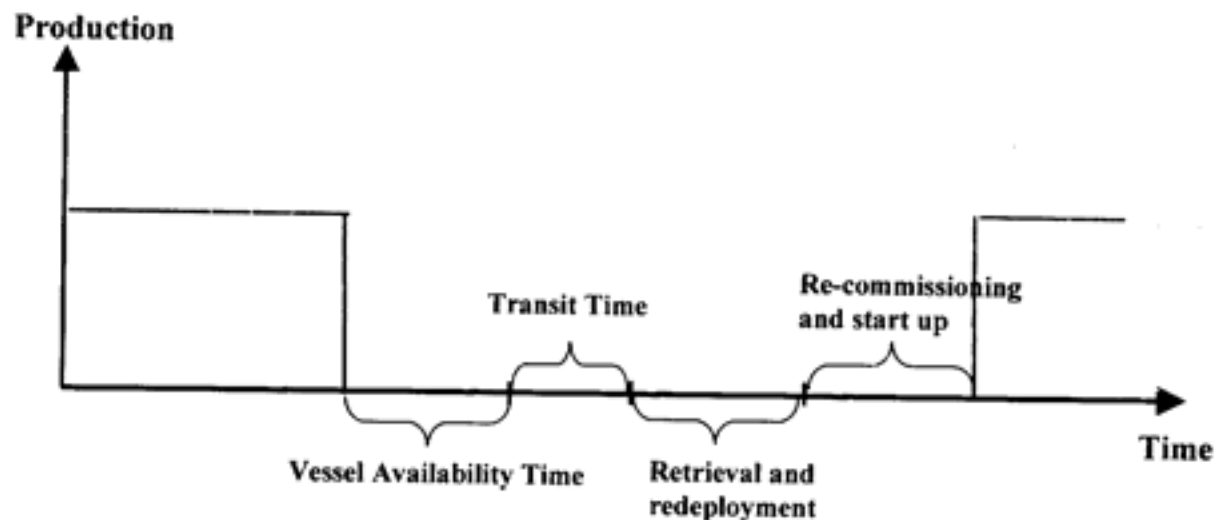 Production
Transit Time
Re-commissioning
and start up
Time
Vessel Availability Time
Retrieval and
redeployment